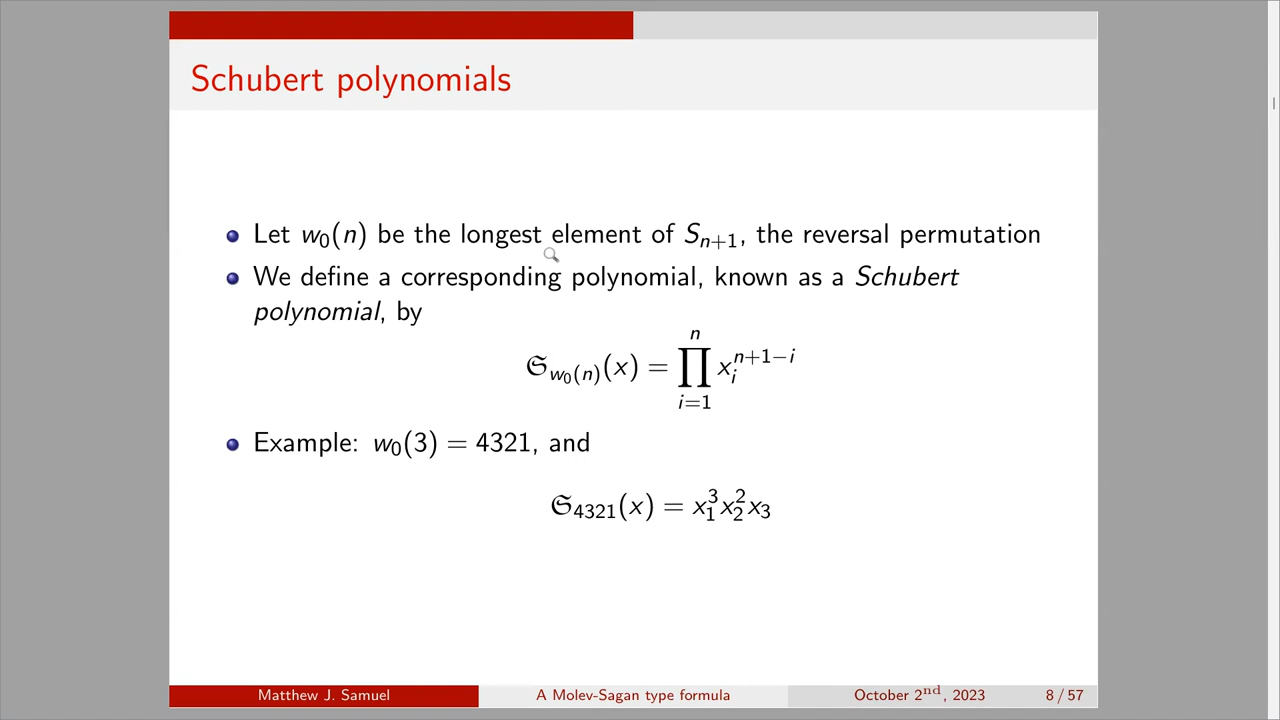 Schubert polynomials
Let w₀(n) be the longest element of Sₙ₊₁, the reversal permutation
We define a corresponding polynomial, known as a Schubert
polynomial, by
𝔖_{w₀(n)}(x) = ∏_{i=1}^{n} x_i^{n+1−i}
Example: w₀(3) = 4321, and
𝔖₄₃₂₁(x) = x₁³x₂²x₃
Matthew J. Samuel A Molev-Sagan type formula October 2nd, 2023 8 / 57